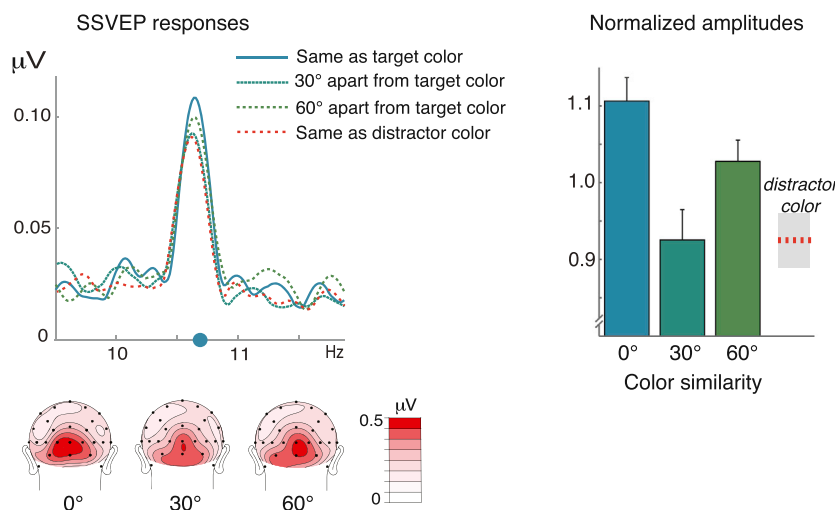 SSVEP responses
Normalized amplitudes
μV
Same as target color
30° apart from target color
60° apart from target color
Same as distractor color
0.10
0.05
0
10
11
Hz
1.1
1.0
0.9
distractor
color
0°
30°
60°
Color similarity
μV
0.5
0
0°
30°
60°